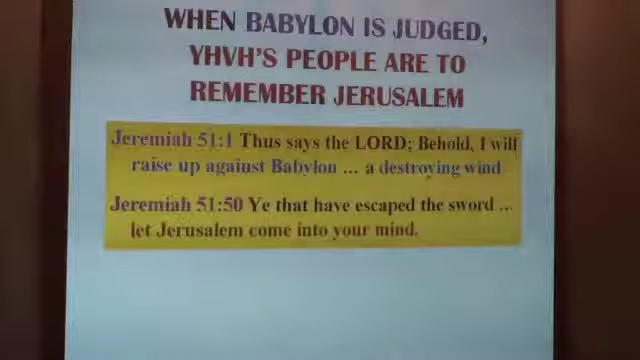 WHEN BABYLON IS JUDGED,
YHVH'S PEOPLE ARE TO
REMEMBER JERUSALEM
Jeremiah 51:1 Thus says the LORD; Behold, I will
raise up against Babylon ... a destroying wind
Jeremiah 51:50 Ye that have escaped the sword ...
let Jerusalem come into your mind.